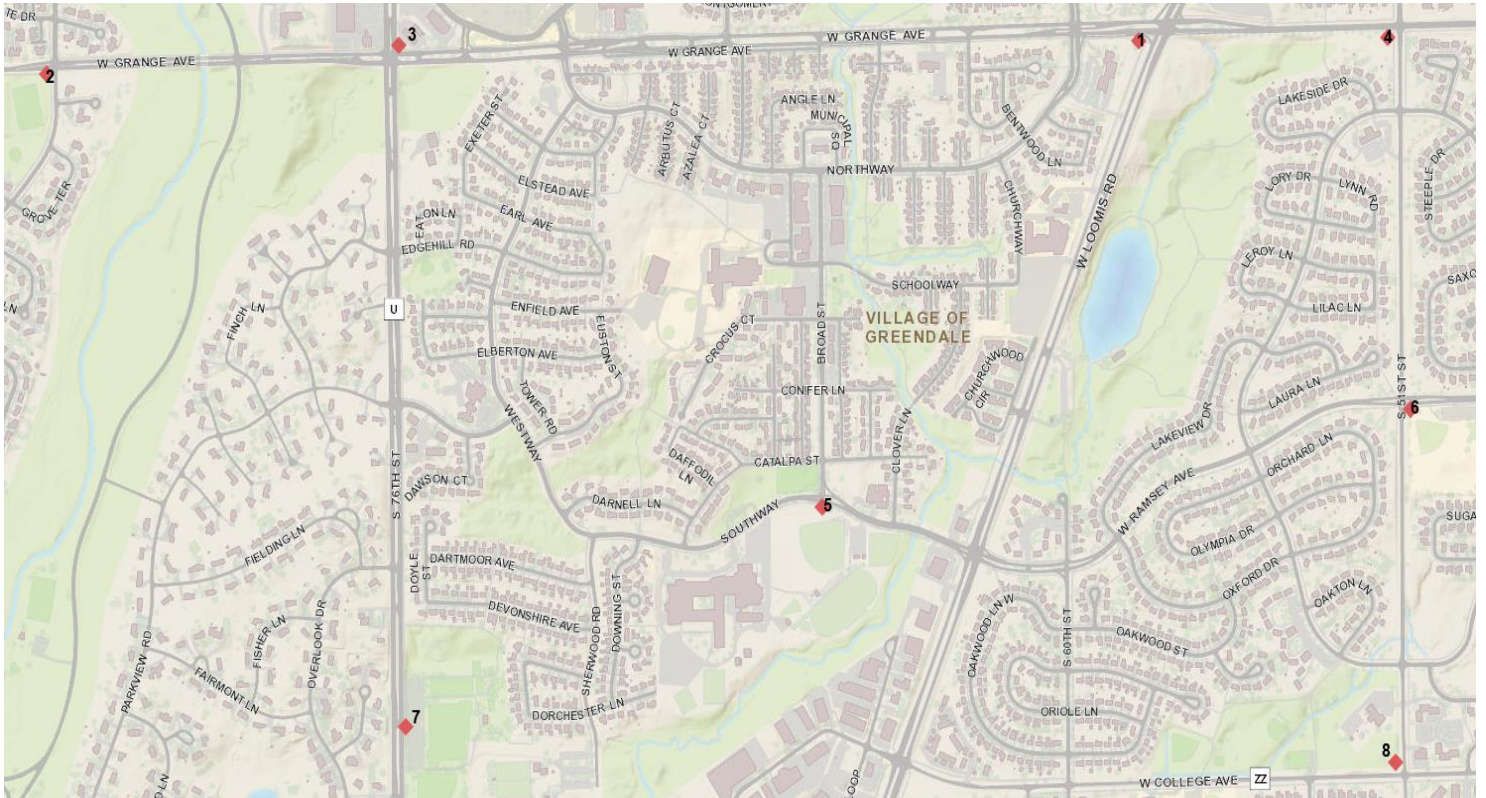 TE DR
W GRANGE AVE
W GRANGE AVE
W GRANGE AVE
1
2
3
4
ANGLE LN
MUNICIPAL
SQ
LAKESIDE DR
EXETER ST
ARBUTUS CT
AZALEA CT
BENTWOOD LN
NORTHWAY
ELSTEAD AVE
LORY DR
LYNN RD
STEEPLE DR
GROVE TER
EATON LN
EARL AVE
CHURCHWAY
EDGEHILL RD
W LOOMIS RD
LEROY LN
SCHOOLWAY
U
FINCH LN
ENFIELD AVE
EUSTON ST
CROCUS CT
BROAD ST
VILLAGE OF
GREENDALE
LILAC LN
ELBERTON AVE
TOWER RD
CHURCHWOOD
CIR
CONIFER LN
LAURA LN
S 51ST ST
6
WESTWAY
CLOVER LN
LAKEVIEW DR
ORCHARD LN
S 76TH ST
DAWSON CT
DAFFODIL
LN
CATALPA ST
W RAMSEY AVE
DARNELL LN
SOUTHWAY
5
OLYMPIA DR
FIELDING LN
DOYLE
ST
DARTMOOR AVE
OXFORD DR
OAKTON LN
DEVONSHIRE AVE
SHERWOOD RD
DOWNING ST
OAKWOOD LN W
S 60TH ST
OAKWOOD ST
PARKVIEW RD
FISHER LN
OVERLOOK DR
FAIRMONT LN
7
DORCHESTER LN
ORIOLE LN
8
W COLLEGE AVE
ZZ